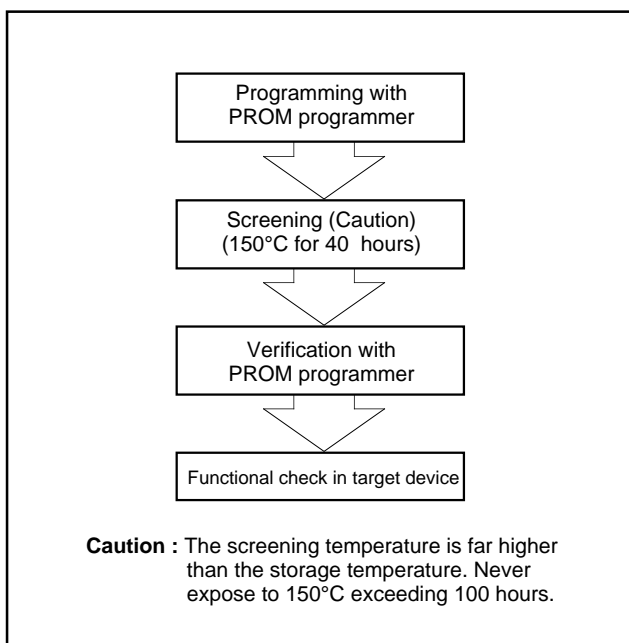 Programming with
PROM programmer
Screening (Caution)
(150°C for 40 hours)
Verification with
PROM programmer
Functional check in target device
Caution : The screening temperature is far higher
than the storage temperature. Never
expose to 150°C exceeding 100 hours.